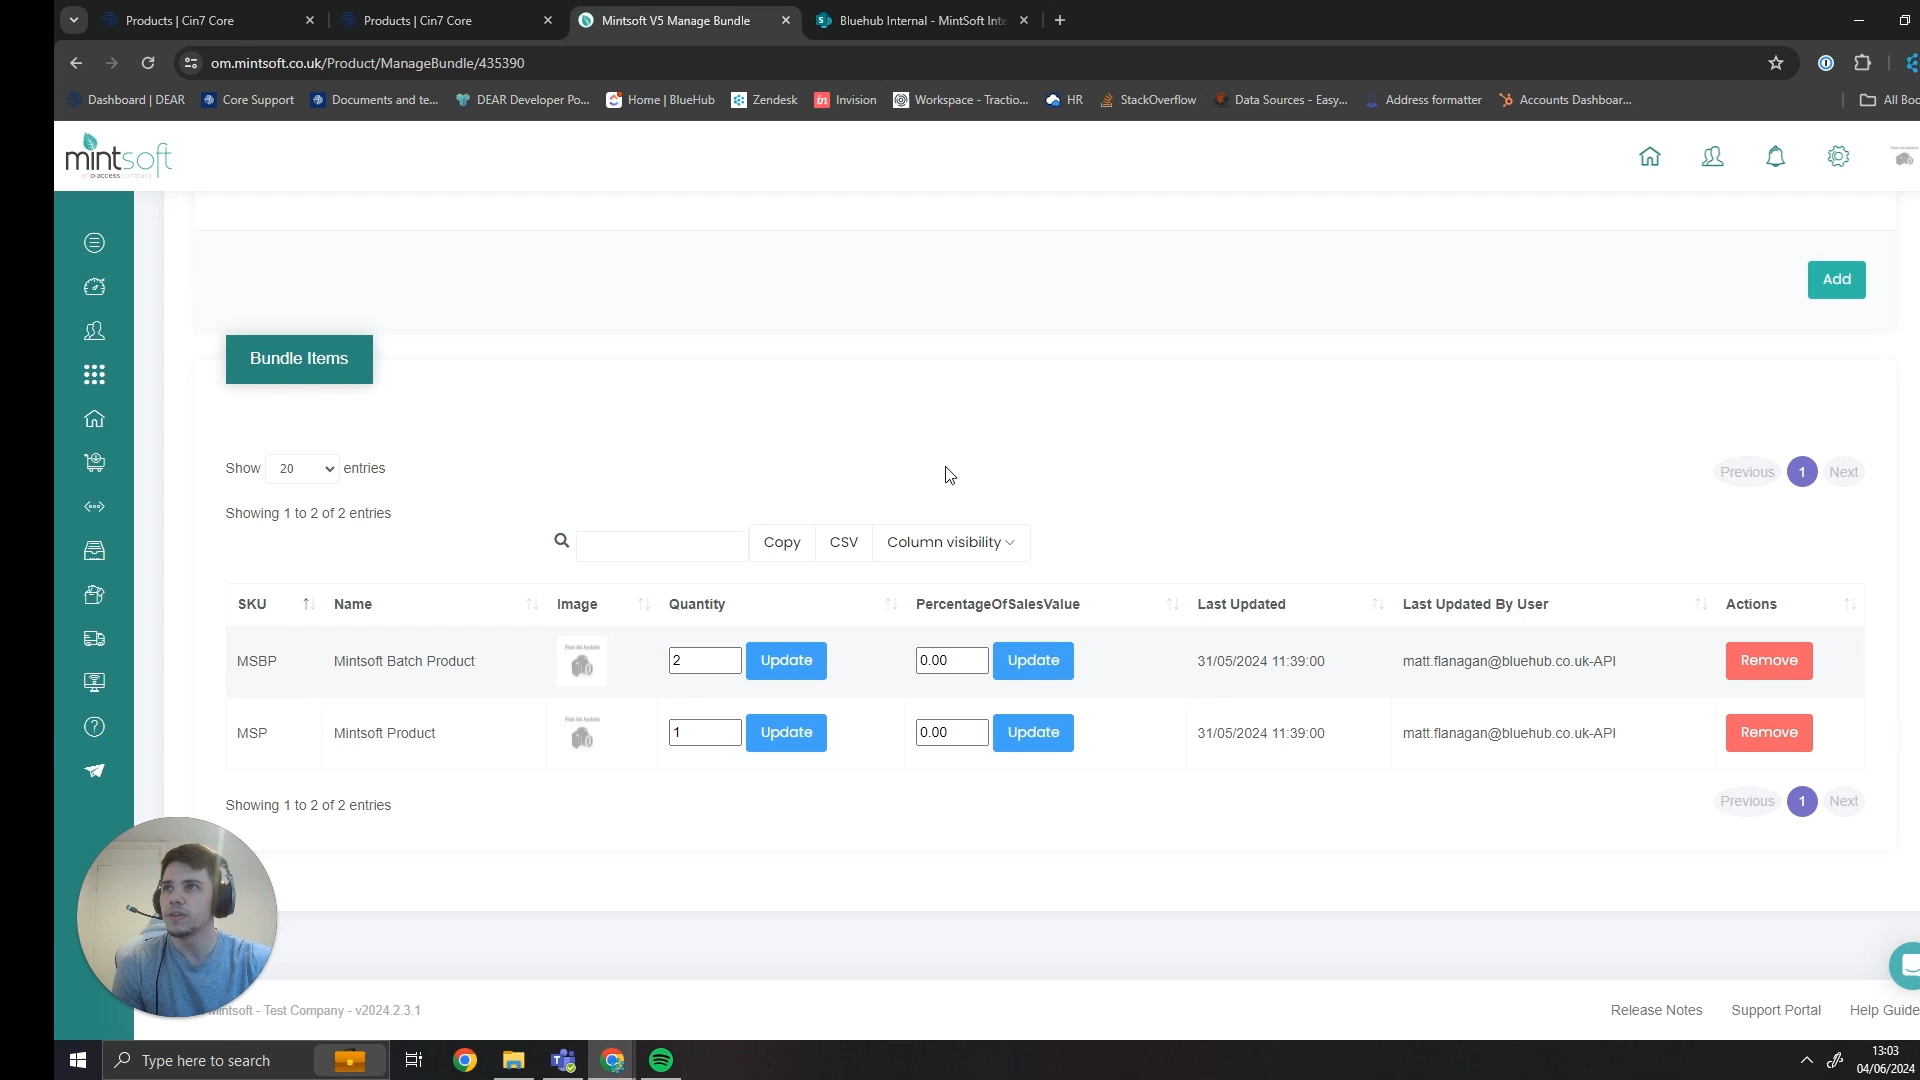 Products | Cin7 Core
Products | Cin7 Core
Mintsoft V5 Manage Bundle
Bluehub Internal - MintSoft Inte
om.mintsoft.co.uk/Product/ManageBundle/435390
Dashboard | DEAR
Core Support
Documents and te...
DEAR Developer Po...
Home | BlueHub
Zendesk
Invision
Workspace - Tractio...
HR
StackOverflow
Data Sources - Easy...
Address formatter
Accounts Dashboar...
All Boo
mintsoft
an access company
Add
Bundle Items
Show 20 entries
Previous 1 Next
Showing 1 to 2 of 2 entries
Copy CSV Column visibility
SKU Name Image Quantity PercentageOfSalesValue Last Updated Last Updated By User Actions
MSBP Mintsoft Batch Product 2 Update 0.00 Update 31/05/2024 11:39:00 matt.flanagan@bluehub.co.uk-API Remove
MSP Mintsoft Product 1 Update 0.00 Update 31/05/2024 11:39:00 matt.flanagan@bluehub.co.uk-API Remove
Showing 1 to 2 of 2 entries
Previous 1 Next
Mintsoft - Test Company - v2024.2.3.1
Release Notes Support Portal Help Guide
Type here to search
13:03
04/06/2024